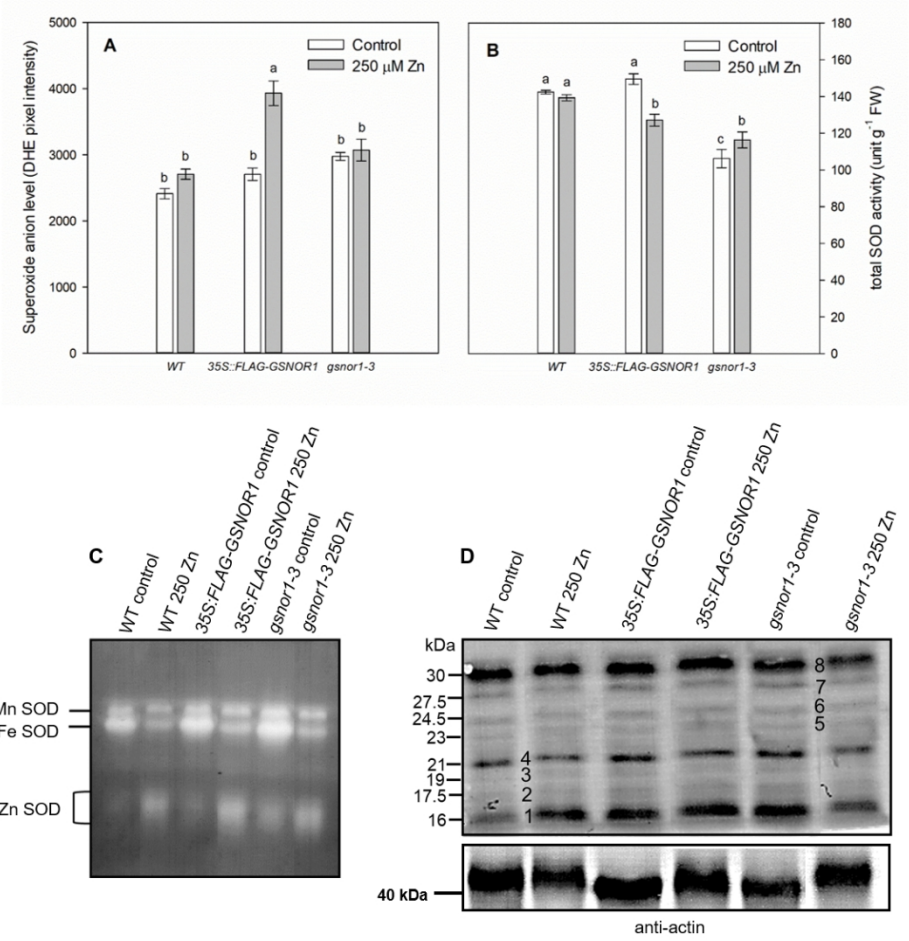 A
Control
250 µM Zn
Superoxide anion level (DHE pixel intensity)
5000
4000
3000
2000
1000
0
b
b
b
a
b
b
WT
35S::FLAG-GSNOR1
gsnor1-3
B
Control
250 µM Zn
a
a
a
b
c
b
WT
35S::FLAG-GSNOR1
gsnor1-3
180
160
140
120
100
80
60
40
20
0
total SOD activity (unit g⁻¹ FW)
C
WT control
WT 250 Zn
35S:FLAG-GSNOR1 control
35S:FLAG-GSNOR1 250 Zn
gsnor1-3 control
gsnor1-3 250 Zn
Mn SOD
Fe SOD
Zn SOD
D
WT control
WT 250 Zn
35S:FLAG-GSNOR1 control
35S:FLAG-GSNOR1 250 Zn
gsnor1-3 control
gsnor1-3 250 Zn
kDa
30
27.5
24.5
23
21
19
17.5
16
8
7
6
5
4
3
2
1
40 kDa
anti-actin